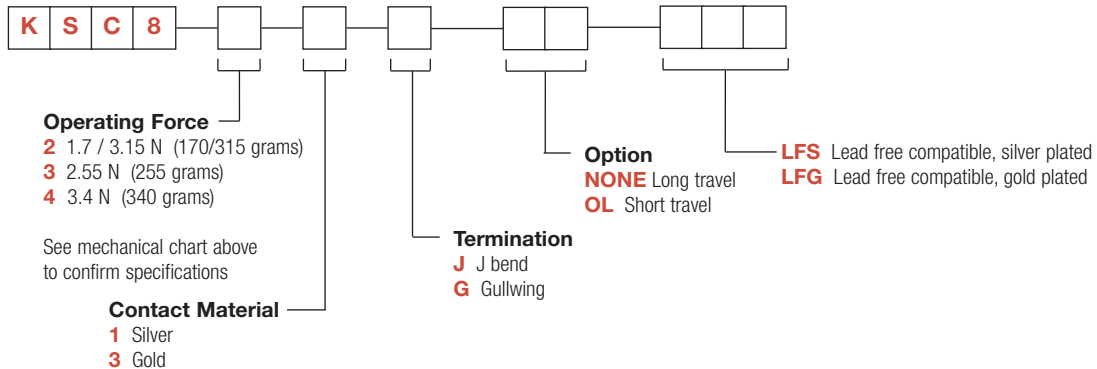 K S C 8
Operating Force
2 1.7 / 3.15 N (170/315 grams)
3 2.55 N (255 grams)
4 3.4 N (340 grams)
See mechanical chart above
to confirm specifications
Contact Material
1 Silver
3 Gold
Termination
J J bend
G Gullwing
Option
NONE Long travel
OL Short travel
LFS Lead free compatible, silver plated
LFG Lead free compatible, gold plated